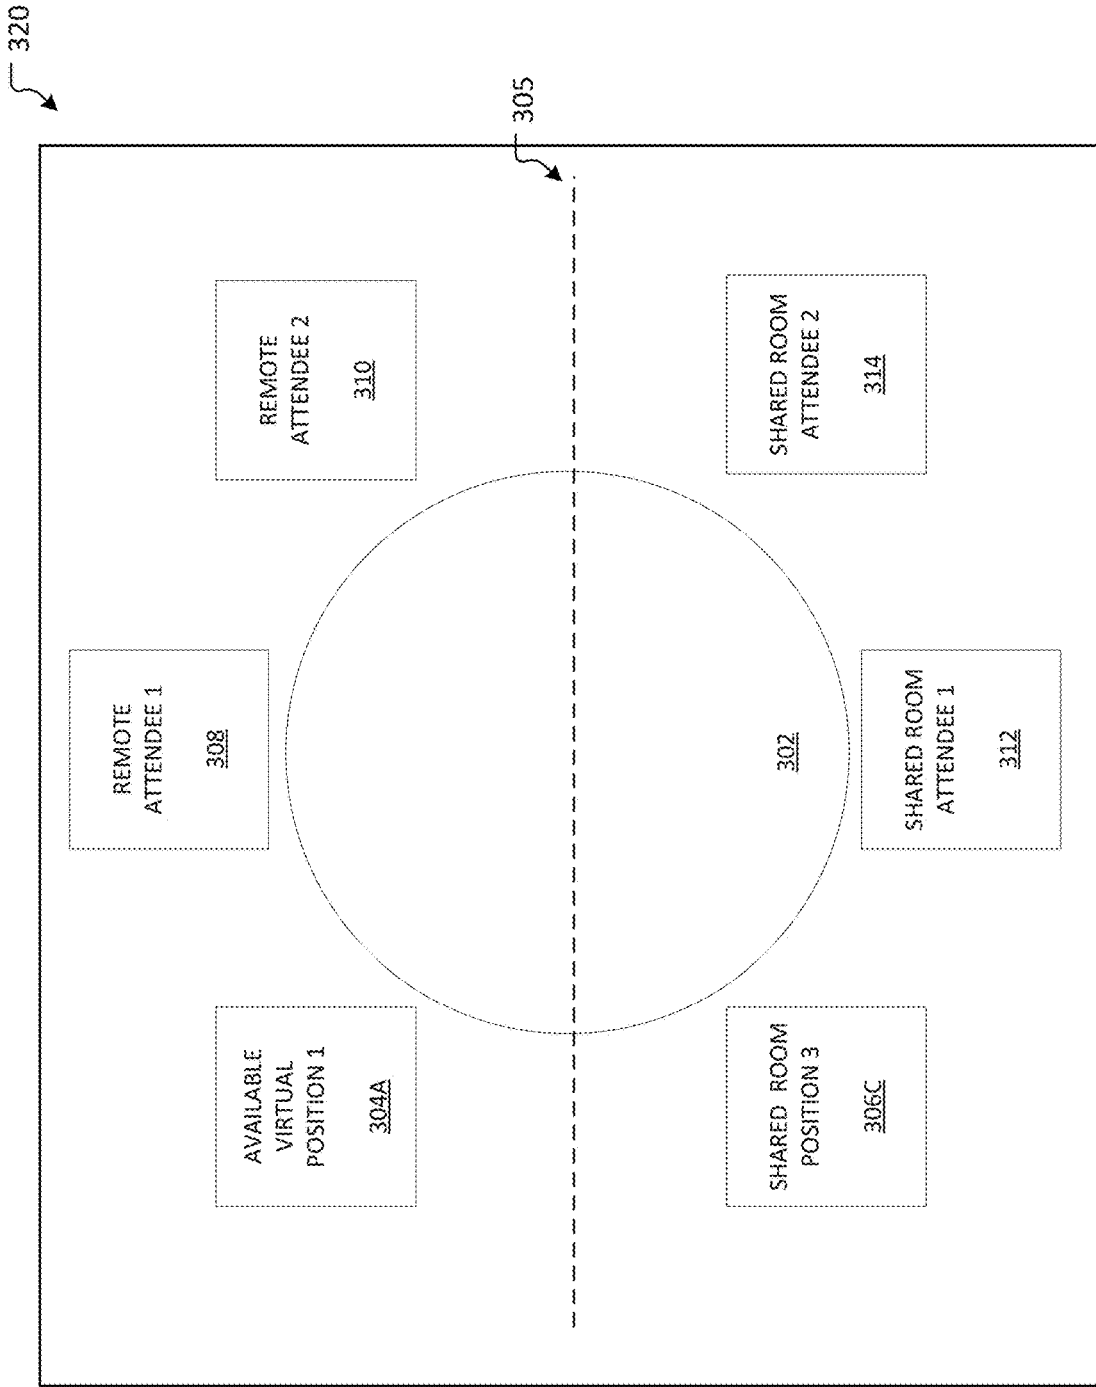 320
305
REMOTE
ATTENDEE 1
308
REMOTE
ATTENDEE 2
310
AVAILABLE
VIRTUAL
POSITION 1
304A
302
SHARED ROOM
ATTENDEE 2
314
SHARED ROOM
ATTENDEE 1
312
SHARED ROOM
POSITION 3
306C